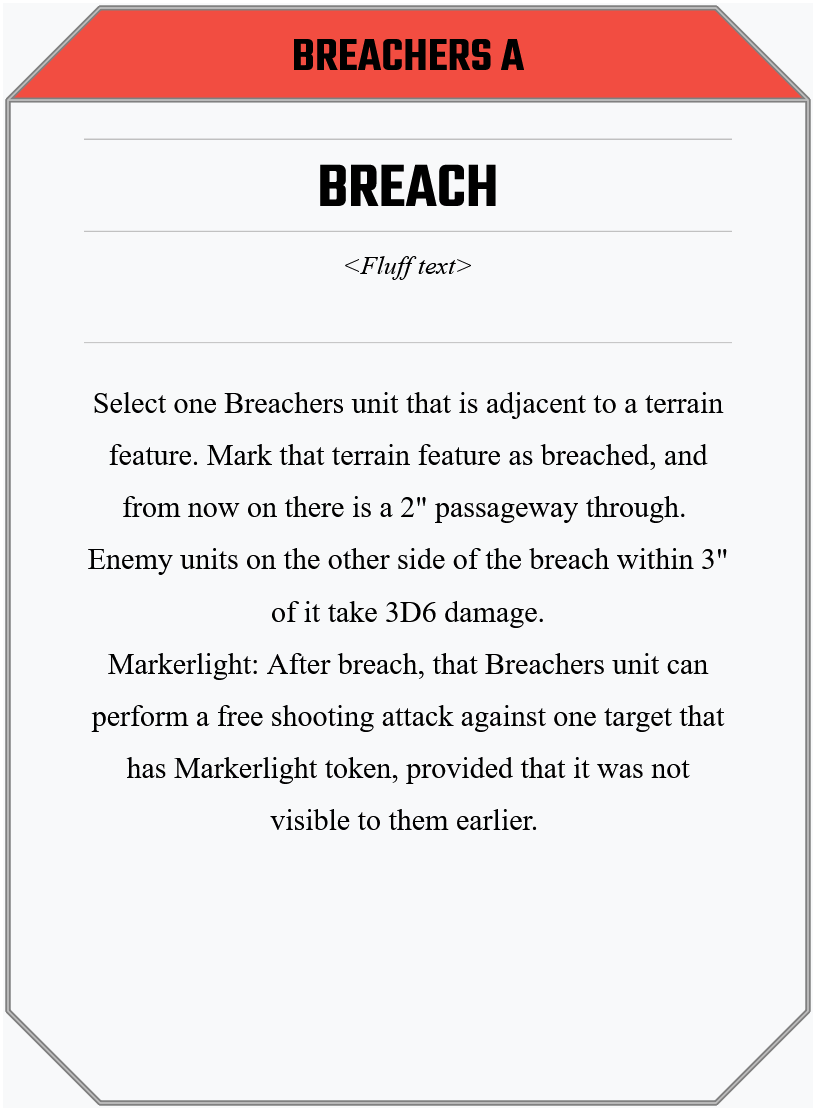 BREACHERS A
BREACH
<Fluff text>
Select one Breachers unit that is adjacent to a terrain
feature. Mark that terrain feature as breached, and
from now on there is a 2" passageway through.
Enemy units on the other side of the breach within 3"
of it take 3D6 damage.
Markerlight: After breach, that Breachers unit can
perform a free shooting attack against one target that
has Markerlight token, provided that it was not
visible to them earlier.